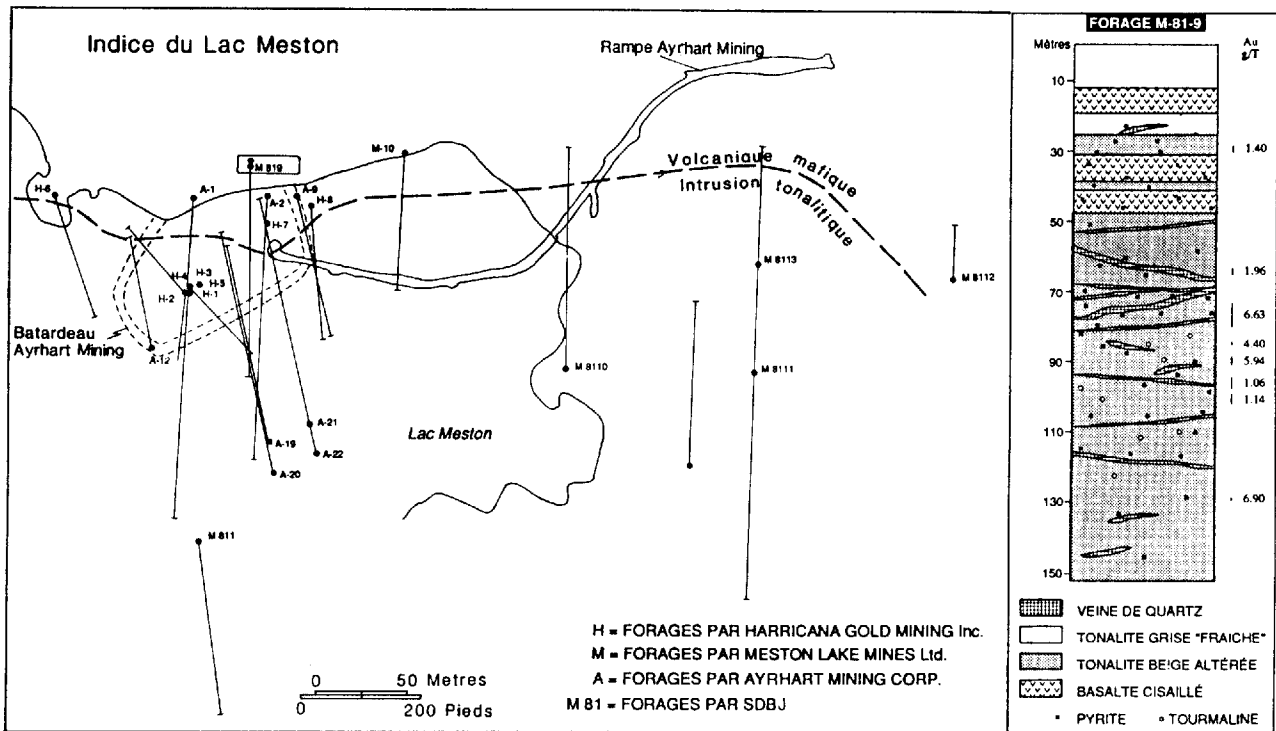 Indice du Lac Meston
Rampe Ayrhart Mining
M-10
M 819
H-6
A-1
A-2
A-9
H-8
H-7
Volcanique mafique
Intrusion tonalitique
H-4
H-3
H-5
H-2
H-1
M 8113
M 8112
Batardeau
Ayrhart Mining
A-12
M 8110
M 8111
A-21
A-19
A-22
A-20
Lac Meston
M 811
H = FORAGES PAR HARRICANA GOLD MINING Inc.
M = FORAGES PAR MESTON LAKE MINES Ltd.
A = FORAGES PAR AYRHART MINING CORP.
M 81 = FORAGES PAR SDBJ
0 50 Metres
0 200 Pieds
FORAGE M-81-9
Mètres
Au
g/T
10
30
1.40
50
1.96
70
6.63
4.40
90
5.94
1.06
1.14
110
130
6.90
150
VEINE DE QUARTZ
TONALITE GRISE "FRAICHE"
TONALITE BEIGE ALTÉRÉE
BASALTE CISAILLÉ
PYRITE
TOURMALINE